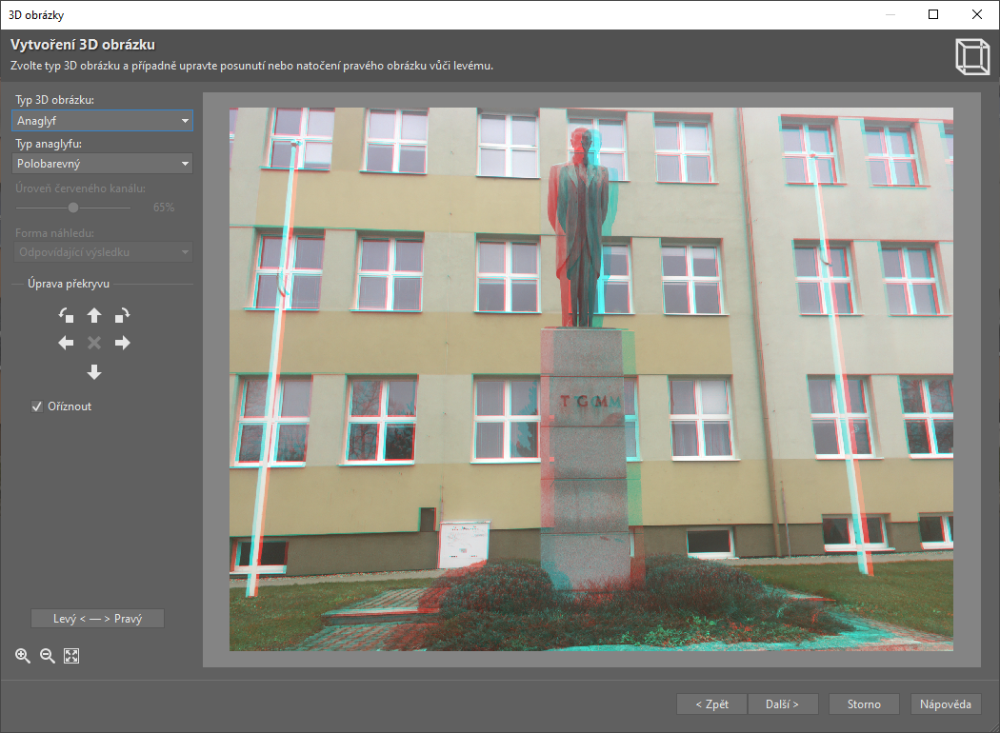 3D obrázky
Vytvoření 3D obrázku
Zvolte typ 3D obrázku a případně upravte posunutí nebo natočení pravého obrázku vůči levému.
Typ 3D obrázku:
Anaglyf
Typ anaglyfu:
Polobarevný
Úroveň červeného kanálu:
65%
Forma náhledu:
Odpovídající výsledku
Úprava překryvu
Oříznout
TGM
Levý < — > Pravý
< Zpět
Další >
Storno
Nápověda